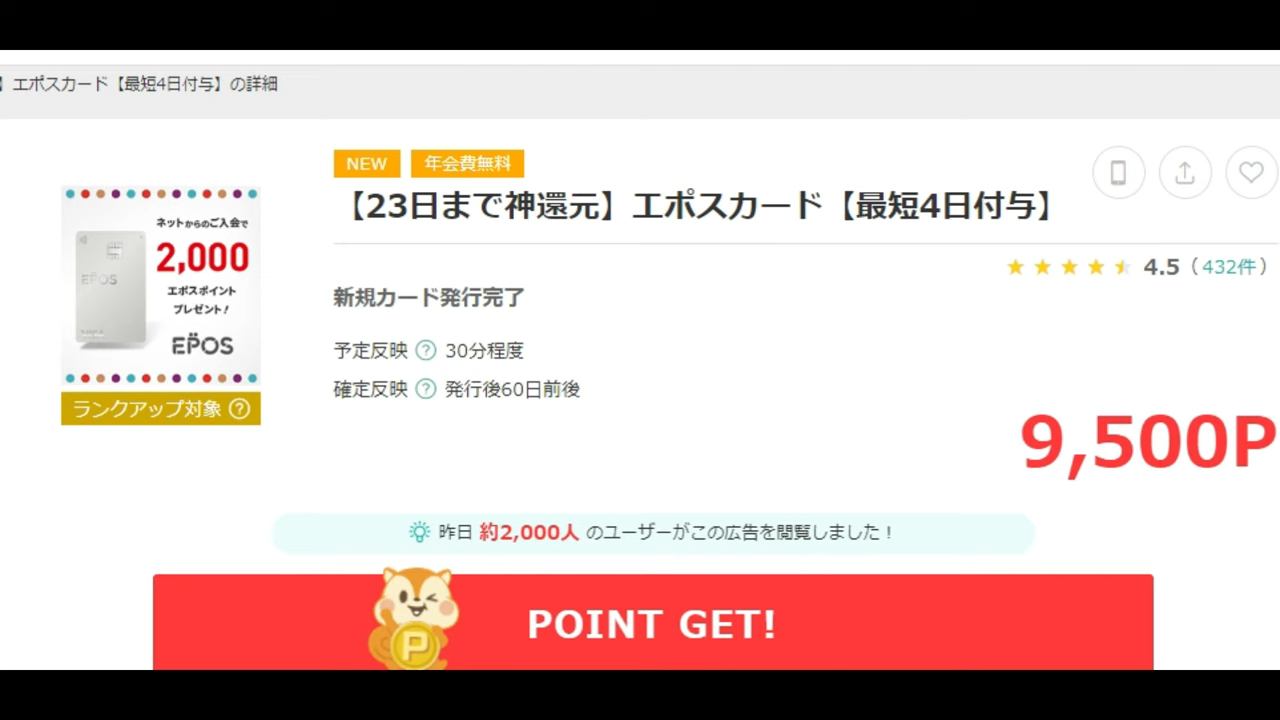 】エポスカード【最短4日付与】の詳細
NEW 年会費無料
【23日まで神還元】エポスカード【最短4日付与】
ネットからのご入会で
2,000
エポスポイント
プレゼント!
EPOS
EPOS
ランクアップ対象 ?
4.5 (432件)
新規カード発行完了
予定反映 ? 30分程度
確定反映 ? 発行後60日前後
9,500P
昨日 約2,000人 のユーザーがこの広告を閲覧しました!
P
POINT GET!